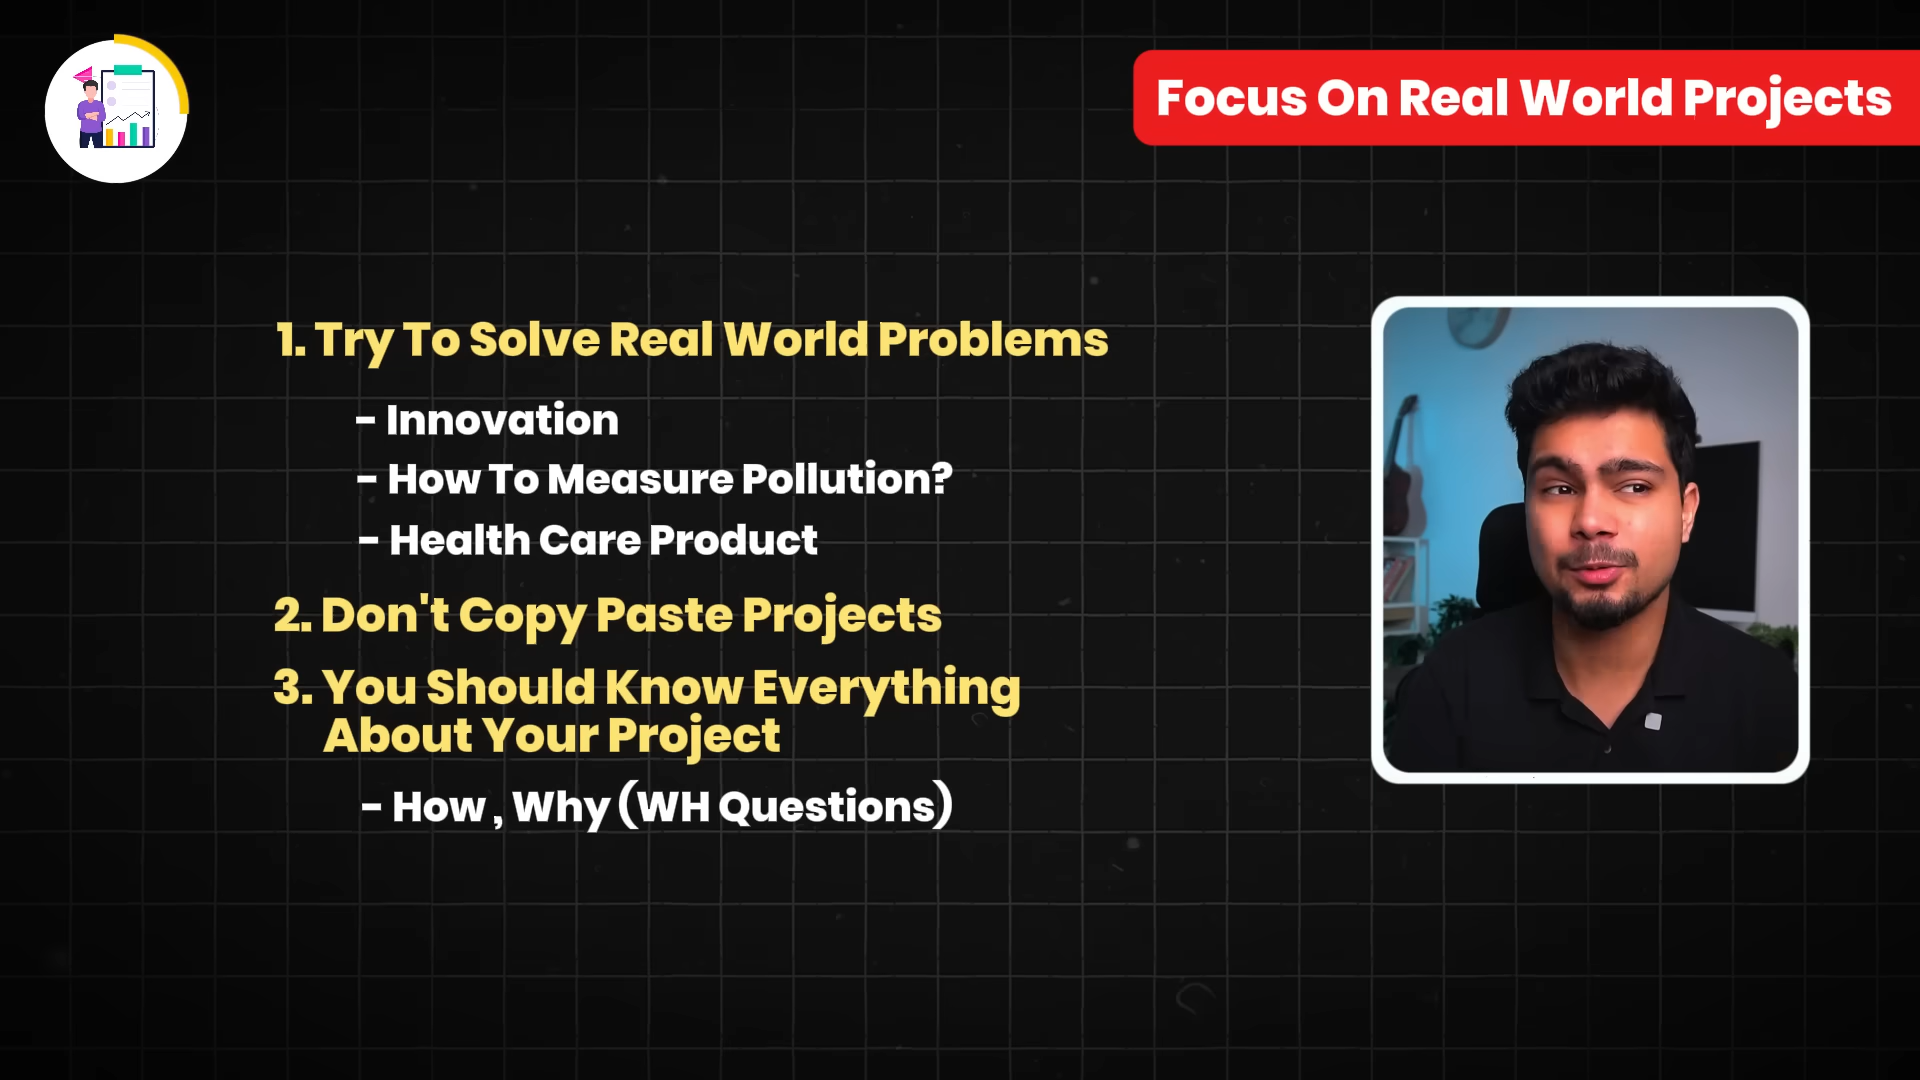 Focus On Real World Projects
1. Try To Solve Real World Problems
- Innovation
- How To Measure Pollution?
- Health Care Product
2. Don't Copy Paste Projects
3. You Should Know Everything
About Your Project
- How , Why (WH Questions)